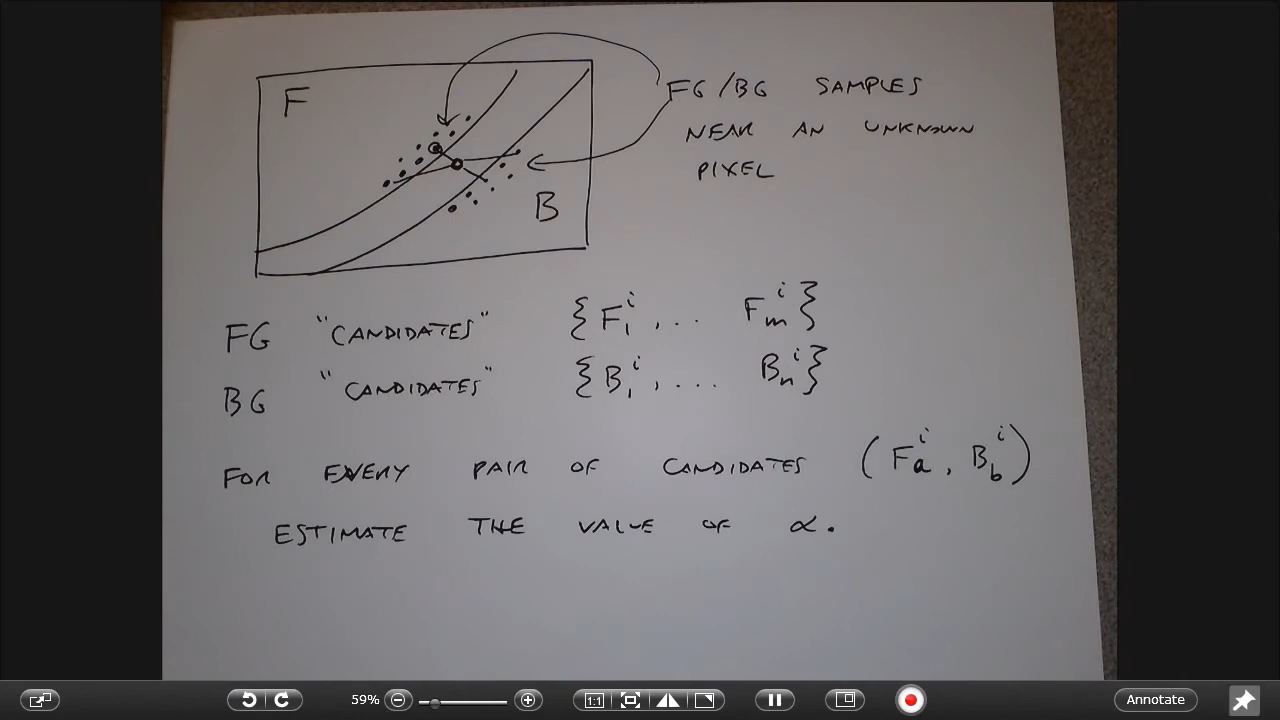 F
FG/BG SAMPLES
NEAR AN UNKNOWN
PIXEL
B
FG "CANDIDATES" {F₁ⁱ, ... Fₘⁱ}
BG "CANDIDATES" {B₁ⁱ, ... Bₙⁱ}
FOR EVERY PAIR OF CANDIDATES (Fₐⁱ, B_bⁱ)
ESTIMATE THE VALUE OF α.
59% 1:1 Annotate